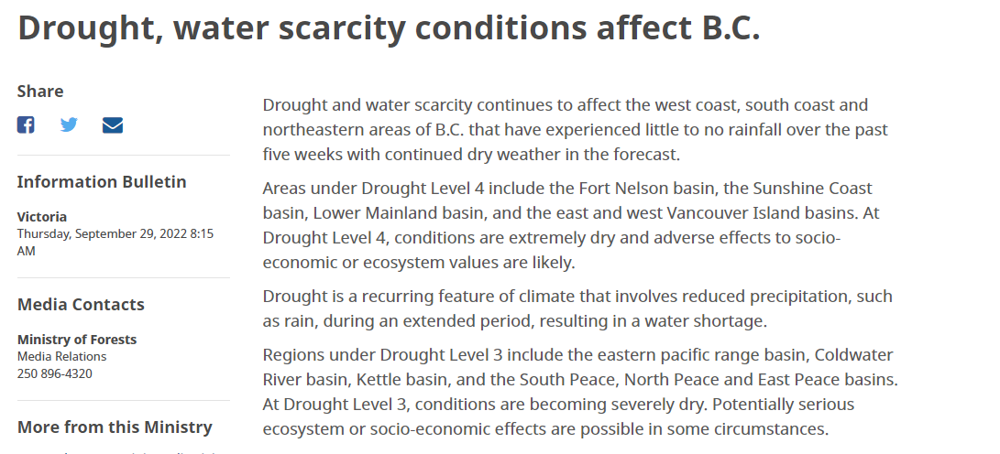 Drought, water scarcity conditions affect B.C.
Share
Information Bulletin
Victoria
Thursday, September 29, 2022 8:15
AM
Media Contacts
Ministry of Forests
Media Relations
250 896-4320
More from this Ministry
Drought and water scarcity continues to affect the west coast, south coast and
northeastern areas of B.C. that have experienced little to no rainfall over the past
five weeks with continued dry weather in the forecast.
Areas under Drought Level 4 include the Fort Nelson basin, the Sunshine Coast
basin, Lower Mainland basin, and the east and west Vancouver Island basins. At
Drought Level 4, conditions are extremely dry and adverse effects to socio-
economic or ecosystem values are likely.
Drought is a recurring feature of climate that involves reduced precipitation, such
as rain, during an extended period, resulting in a water shortage.
Regions under Drought Level 3 include the eastern pacific range basin, Coldwater
River basin, Kettle basin, and the South Peace, North Peace and East Peace basins.
At Drought Level 3, conditions are becoming severely dry. Potentially serious
ecosystem or socio-economic effects are possible in some circumstances.